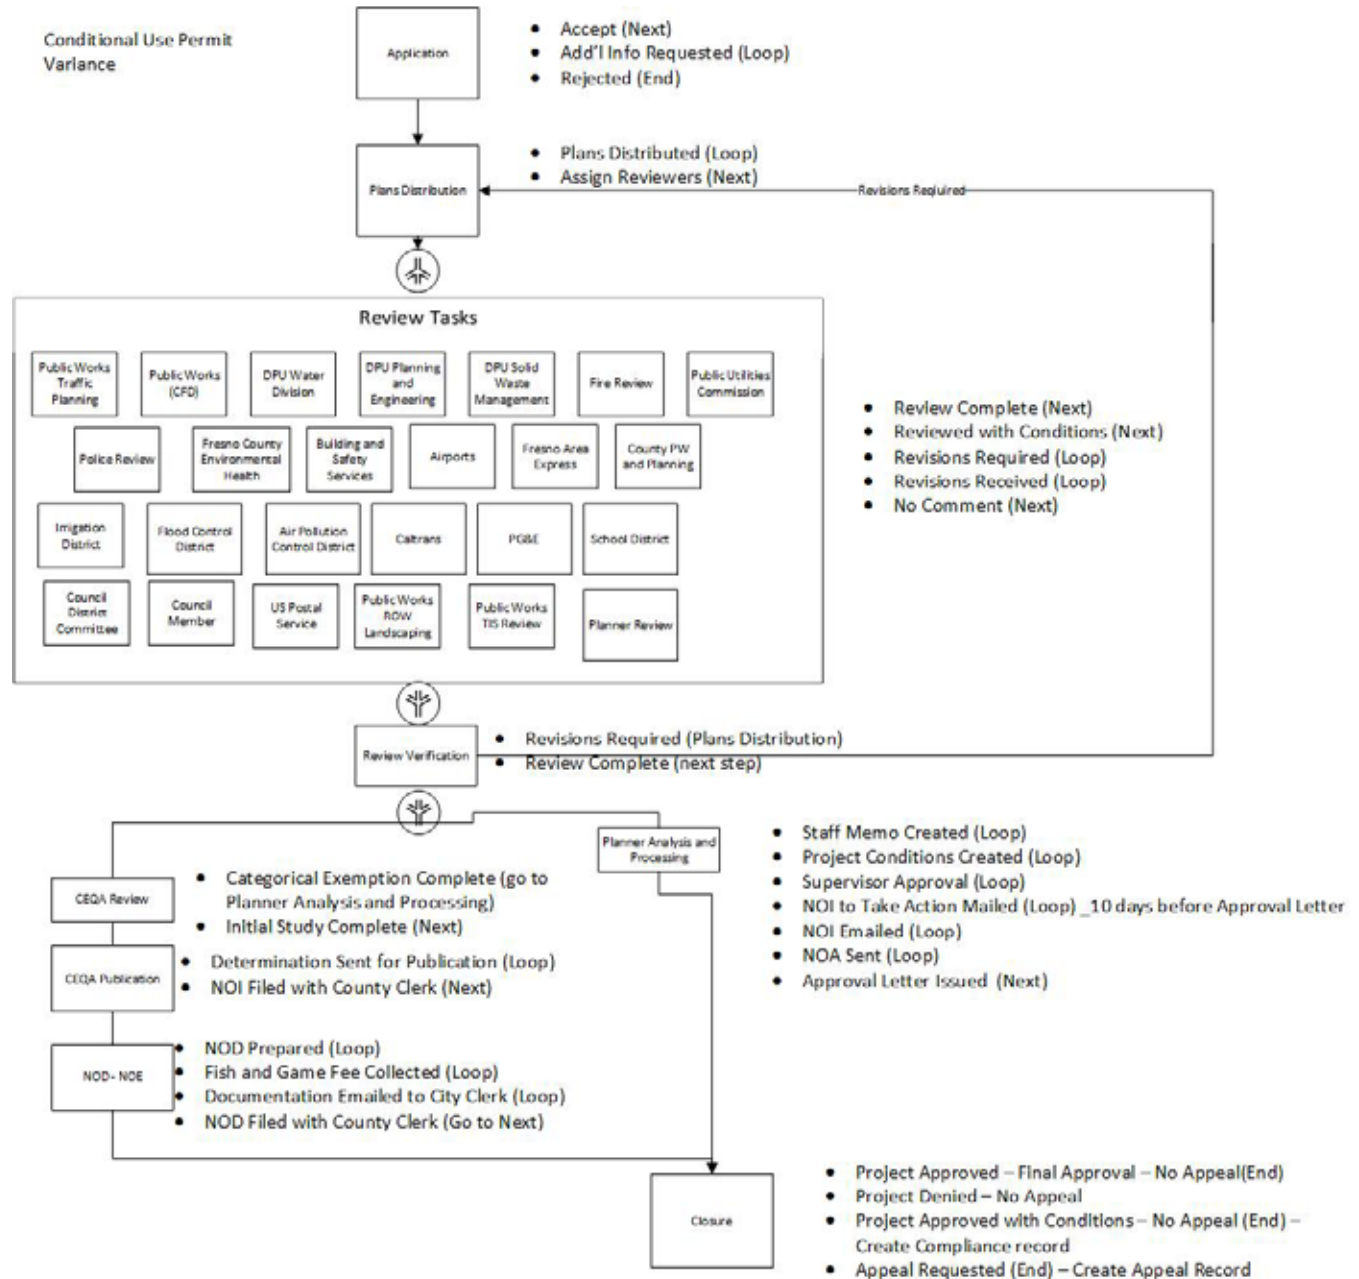 Conditional Use Permit
Variance
Application
• Accept (Next)
• Add'l Info Requested (Loop)
• Rejected (End)
Plans Distribution
• Plans Distributed (Loop)
• Assign Reviewers (Next)
Revisions Required
Review Tasks
Public Works
Traffic
Planning
Public Works
(CFD)
DPU Water
Division
DPU Planning
and
Engineering
DPU Solid
Waste
Management
Fire Review
Public Utilities
Commission
Police Review
Fresno County
Environmental
Health
Building and
Safety
Services
Airports
Fresno Area
Express
County PW
and Planning
Irrigation
District
Flood Control
District
Air Pollution
Control District
Caltrans
PG&E
School District
Council
District
Committee
Council
Member
US Postal
Service
Public Works
ROW
Landscaping
Public Works
TIS Review
Planner Review
• Review Complete (Next)
• Reviewed with Conditions (Next)
• Revisions Required (Loop)
• Revisions Received (Loop)
• No Comment (Next)
Review Verification
• Revisions Required (Plans Distribution)
• Review Complete (next step)
Planner Analysis and
Processing
• Staff Memo Created (Loop)
• Project Conditions Created (Loop)
• Supervisor Approval (Loop)
• NOI to Take Action Mailed (Loop) _10 days before Approval Letter
• NOI Emailed (Loop)
• NOA Sent (Loop)
• Approval Letter Issued (Next)
CEQA Review
• Categorical Exemption Complete (go to
Planner Analysis and Processing)
• Initial Study Complete (Next)
CEQA Publication
• Determination Sent for Publication (Loop)
• NOI Filed with County Clerk (Next)
NOD- NOE
• NOD Prepared (Loop)
• Fish and Game Fee Collected (Loop)
• Documentation Emailed to City Clerk (Loop)
• NOD Filed with County Clerk (Go to Next)
Closure
• Project Approved – Final Approval – No Appeal(End)
• Project Denied – No Appeal
• Project Approved with Conditions – No Appeal (End) –
Create Compliance record
• Appeal Requested (End) – Create Appeal Record